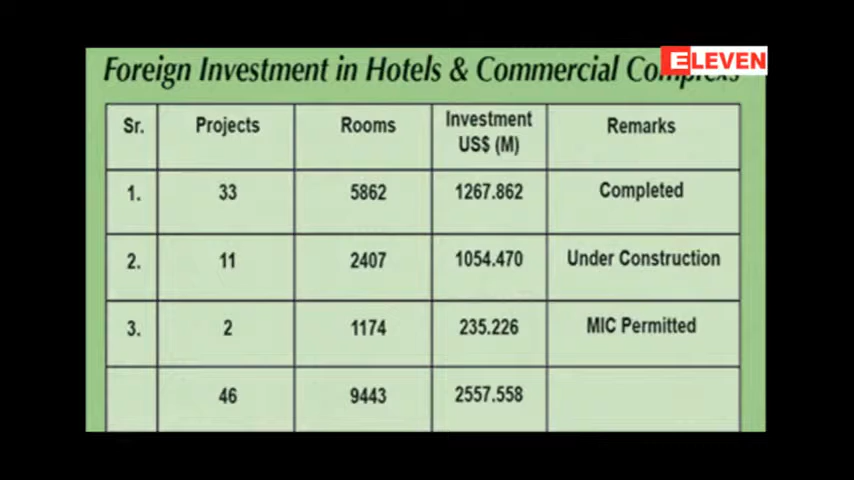 ELEVEN
Foreign Investment in Hotels & Commercial
Sr. Projects Rooms Investment US$ (M) Remarks
1. 33 5862 1267.862 Completed
2. 11 2407 1054.470 Under Construction
3. 2 1174 235.226 MIC Permitted
46 9443 2557.558